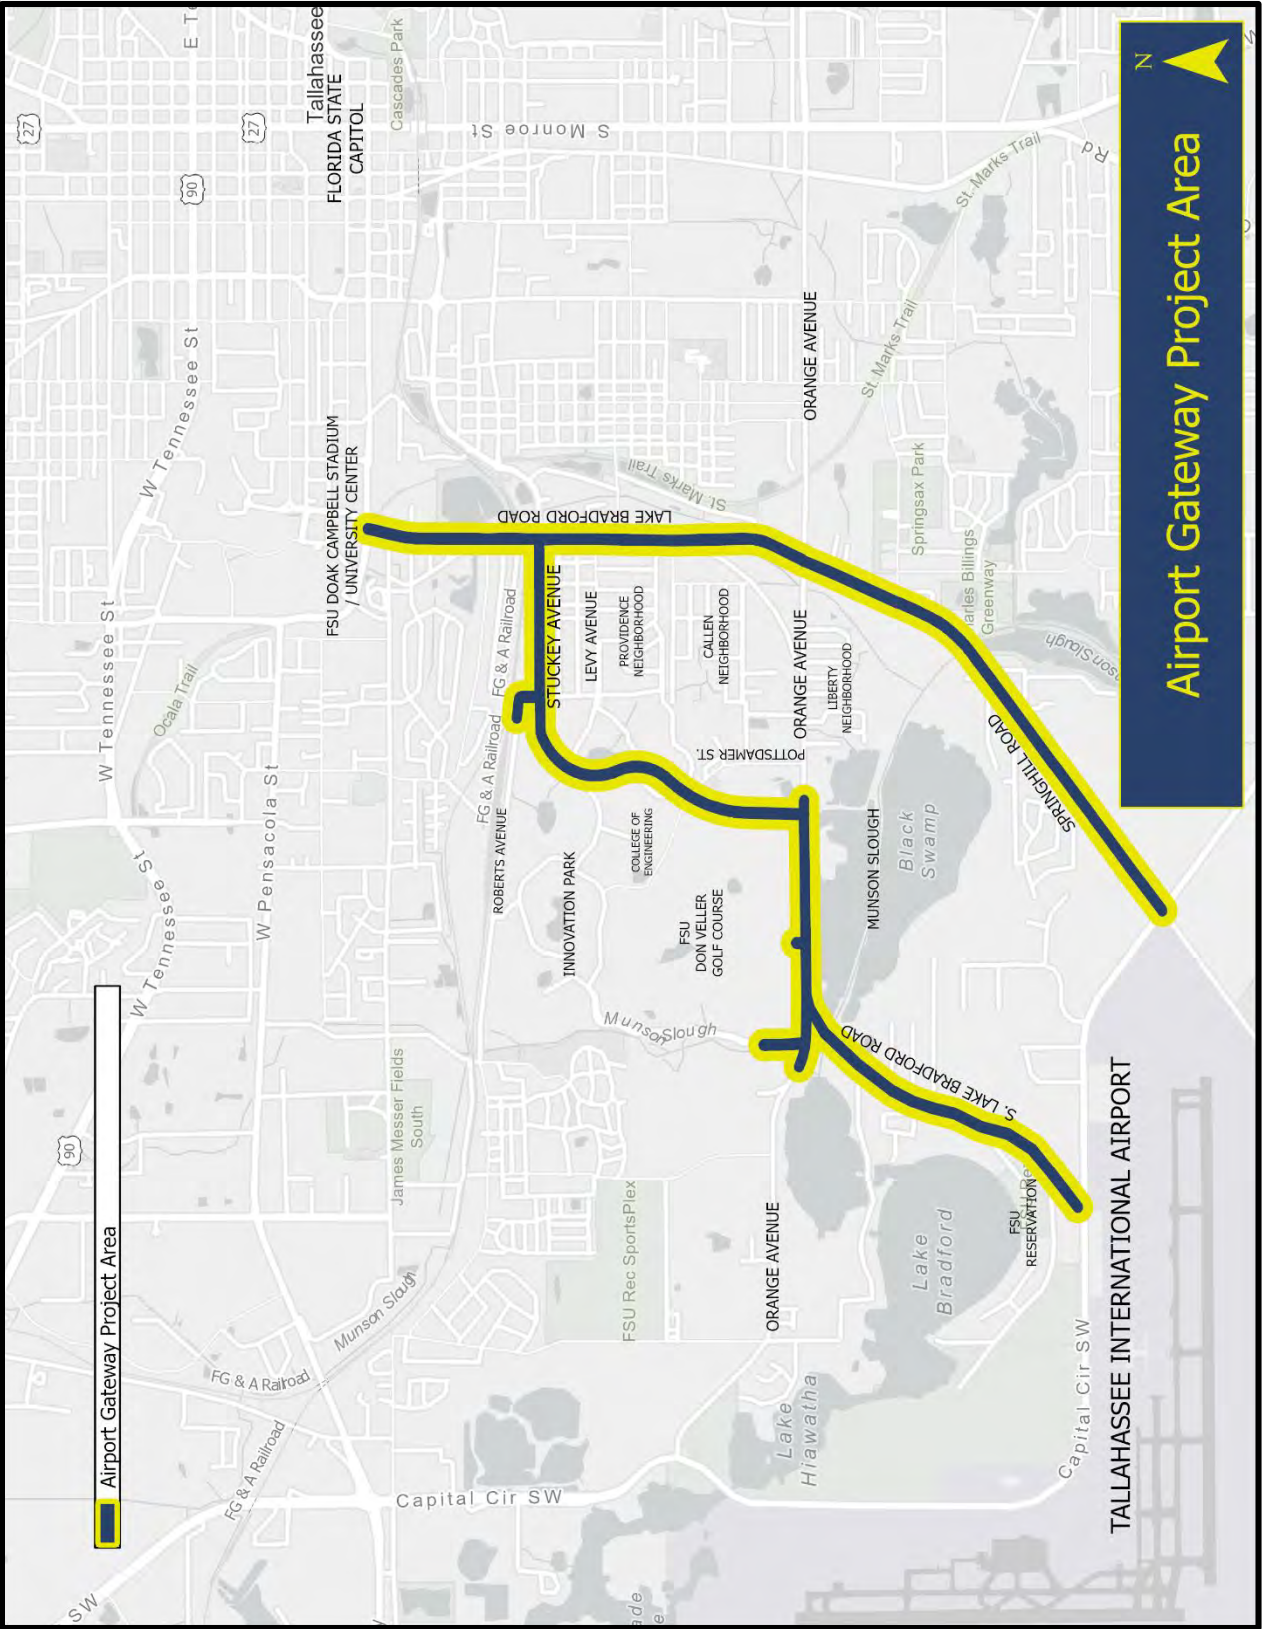 Airport Gateway Project Area
90
W Tennessee St
W Tennessee St
W Tennessee St
90
27
27
E Te
Tallahassee
FLORIDA STATE
CAPITOL
Cascades Park
S Monroe St
Ocala Trail
W Pensacola St
FSU DOAK CAMPBELL STADIUM
/ UNIVERSITY CENTER
James Messer Fields
South
Munson Slough
FG & A Railroad
FG & A Railroad
SW
Capital Cir SW
FG & A Railroad
FG & A Railroad
ROBERTS AVENUE
STUCKEY AVENUE
LEVY AVENUE
PROVIDENCE
NEIGHBORHOOD
LAKE BRADFORD ROAD
St. Marks Trail
INNOVATION PARK
COLLEGE OF
ENGINEERING
CALLEN
NEIGHBORHOOD
POTTSDAMER ST.
FSU
DON VELLER
GOLF COURSE
Munson Slough
FSU Rec SportsPlex
ORANGE AVENUE
ORANGE AVENUE
ORANGE AVENUE
LIBERTY
NEIGHBORHOOD
St. Marks Trail
St. Marks Trail
Rd
Springsax Park
arles Billings
Greenway
nson Slough
MUNSON SLOUGH
Black
Swamp
S. LAKE BRADFORD ROAD
SPRINGHILL ROAD
Lake
Bradford
Lake
Hiawatha
FSU
RESERVATION
FSU Re
ade
e
Capital Cir SW
TALLAHASSEE INTERNATIONAL AIRPORT
Airport Gateway Project Area
N